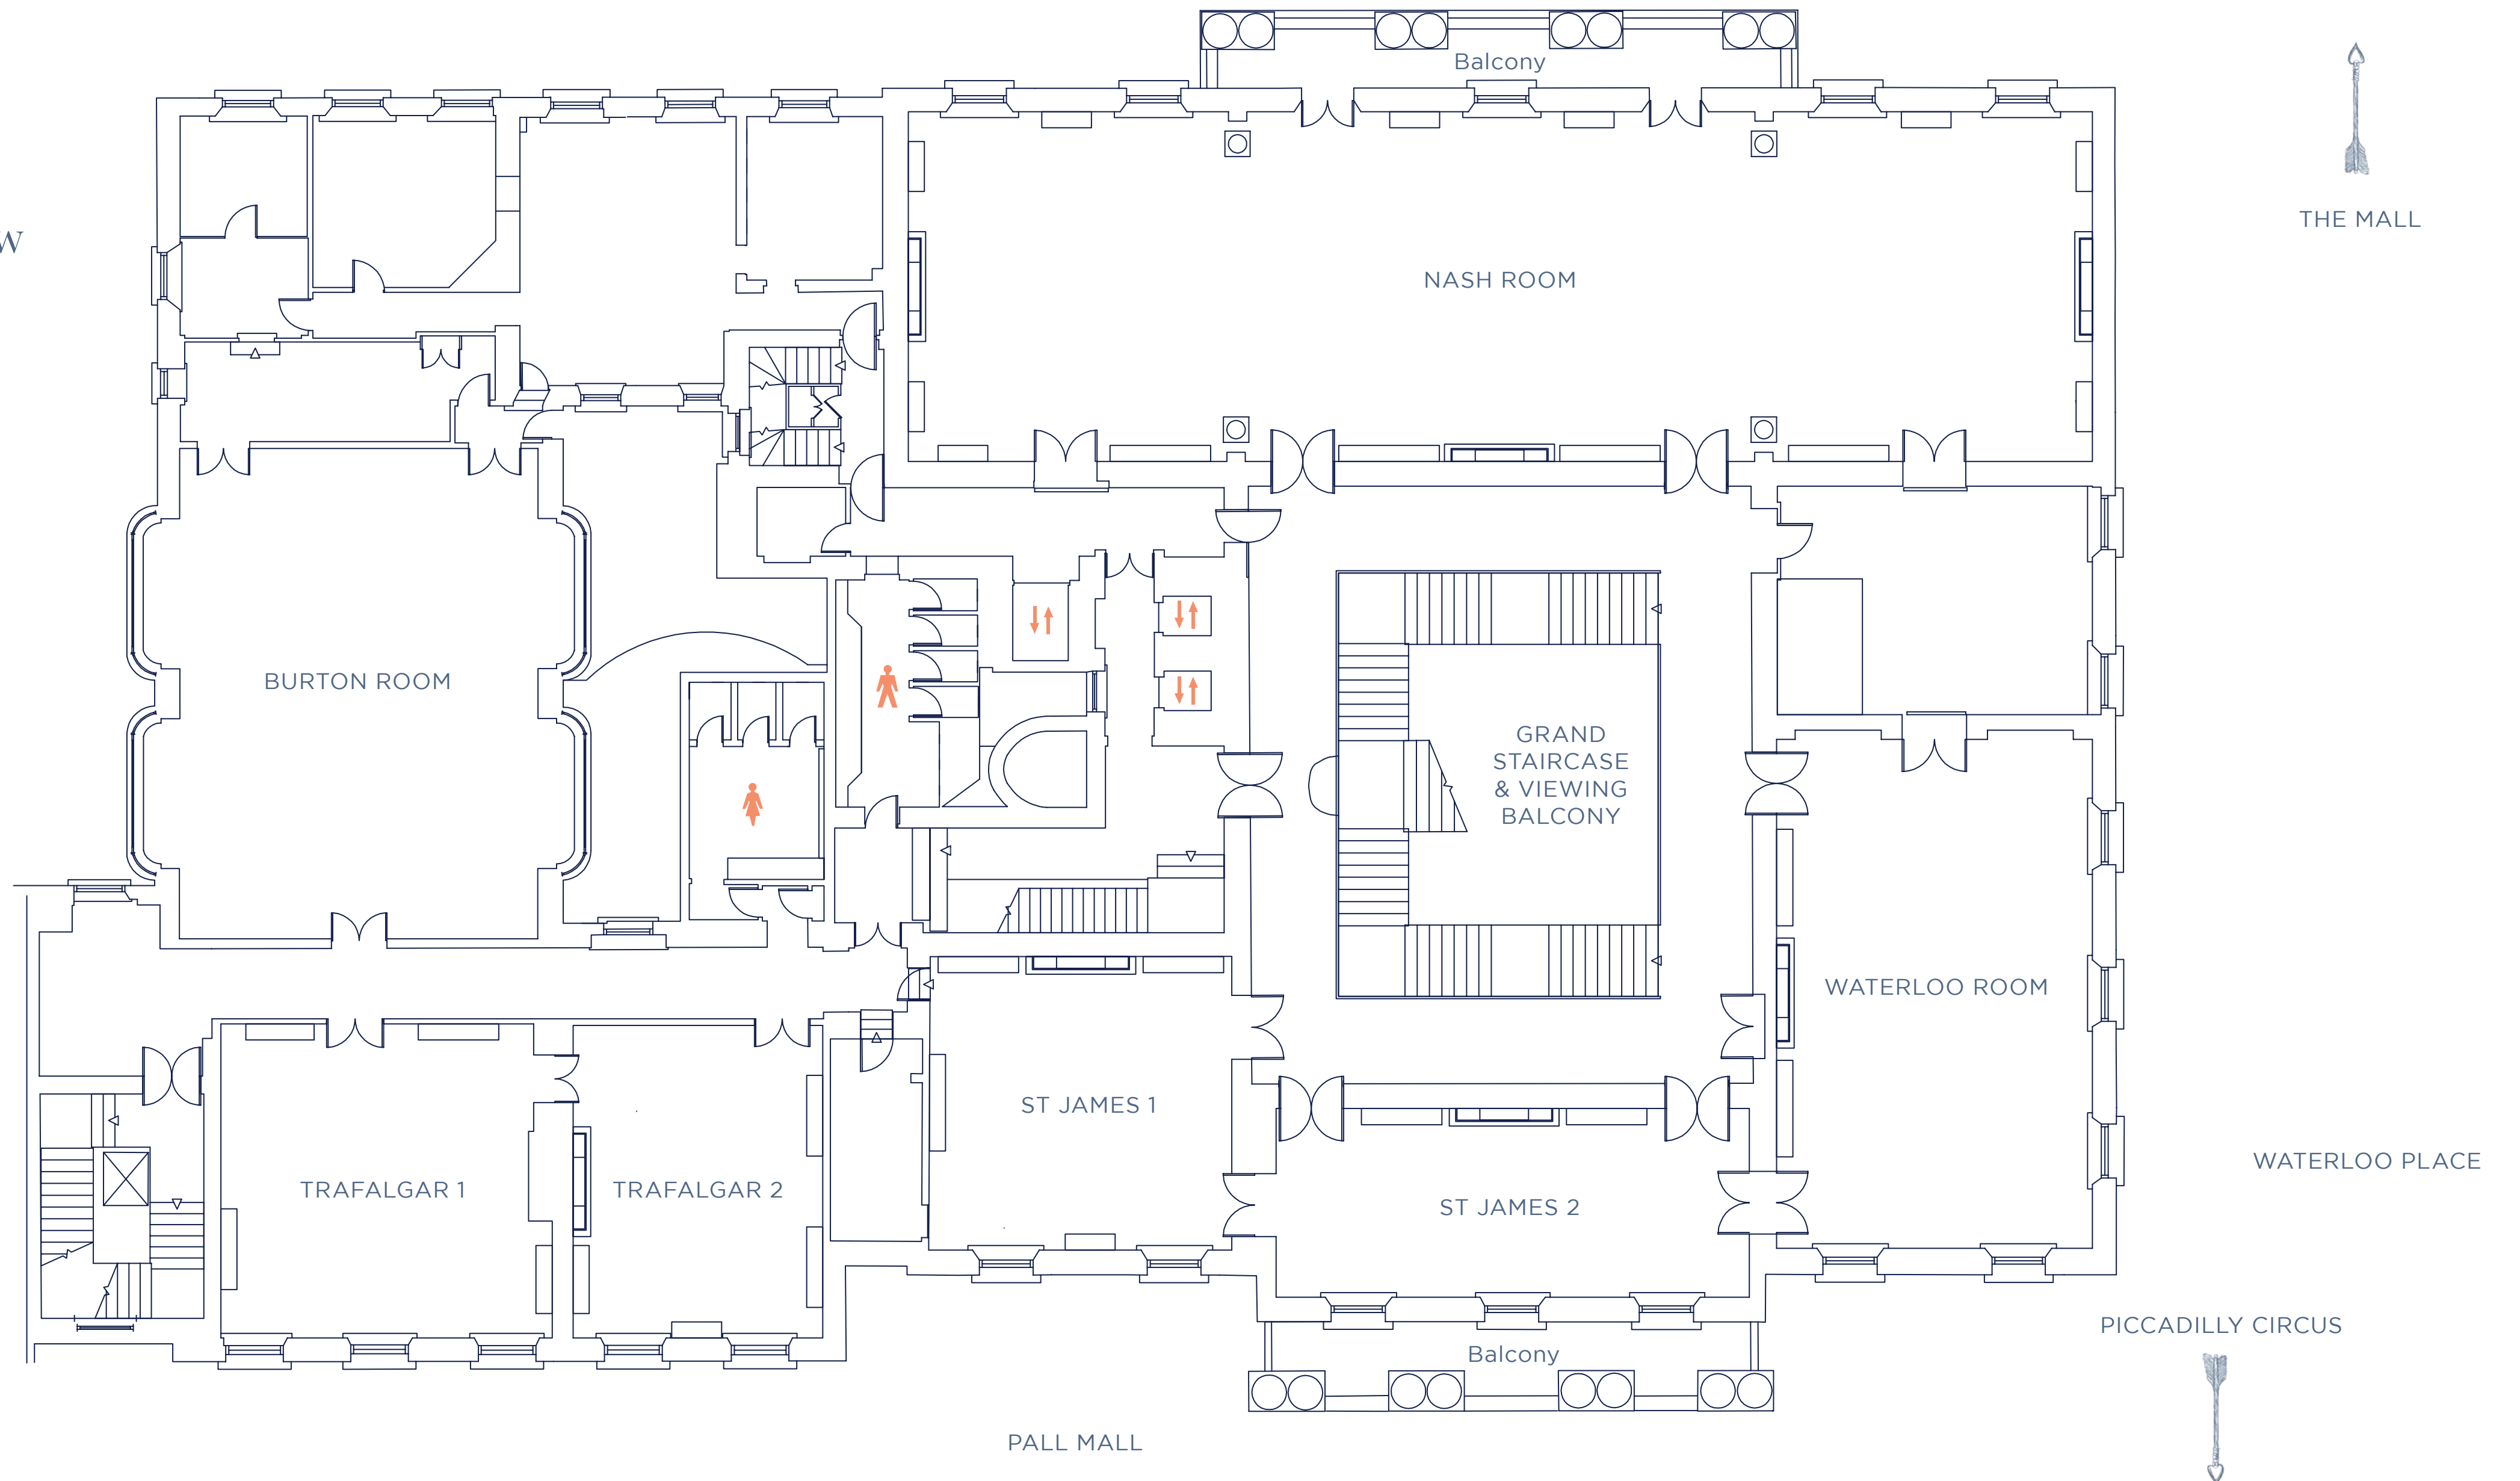 Balcony
THE MALL
W
NASH ROOM
BURTON ROOM
GRAND
STAIRCASE
& VIEWING
BALCONY
WATERLOO ROOM
ST JAMES 1
WATERLOO PLACE
TRAFALGAR 1
TRAFALGAR 2
ST JAMES 2
PICCADILLY CIRCUS
Balcony
PALL MALL